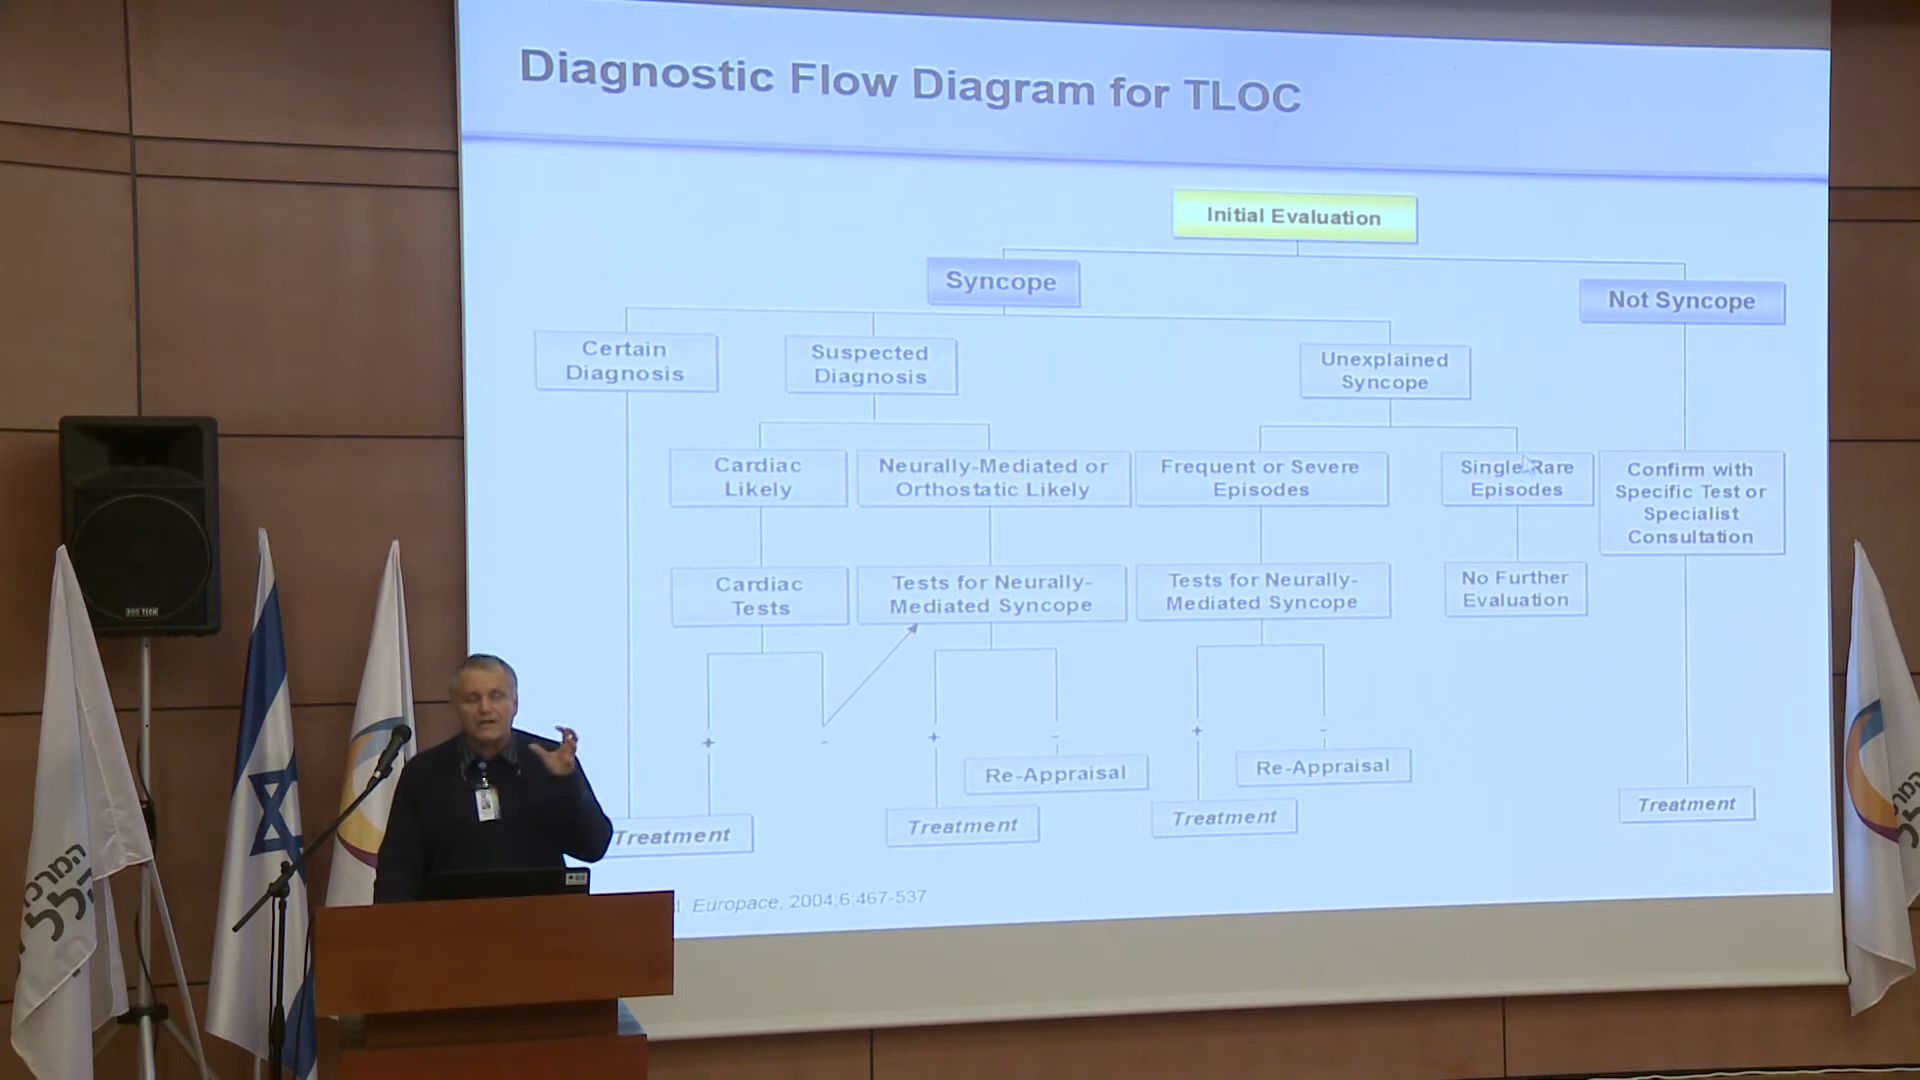 Diagnostic Flow Diagram for TLOC
Initial Evaluation
Syncope
Not Syncope
Certain
Diagnosis
Suspected
Diagnosis
Unexplained
Syncope
Cardiac
Likely
Neurally-Mediated or
Orthostatic Likely
Frequent or Severe
Episodes
Single Rare
Episodes
Confirm with
Specific Test or
Specialist
Consultation
Cardiac
Tests
Tests for Neurally-
Mediated Syncope
Tests for Neurally-
Mediated Syncope
No Further
Evaluation
+
-
+
-
+
-
Re-Appraisal
Re-Appraisal
Treatment
Treatment
Treatment
Treatment
Europace, 2004;6:467-537.
המרכז
הלל